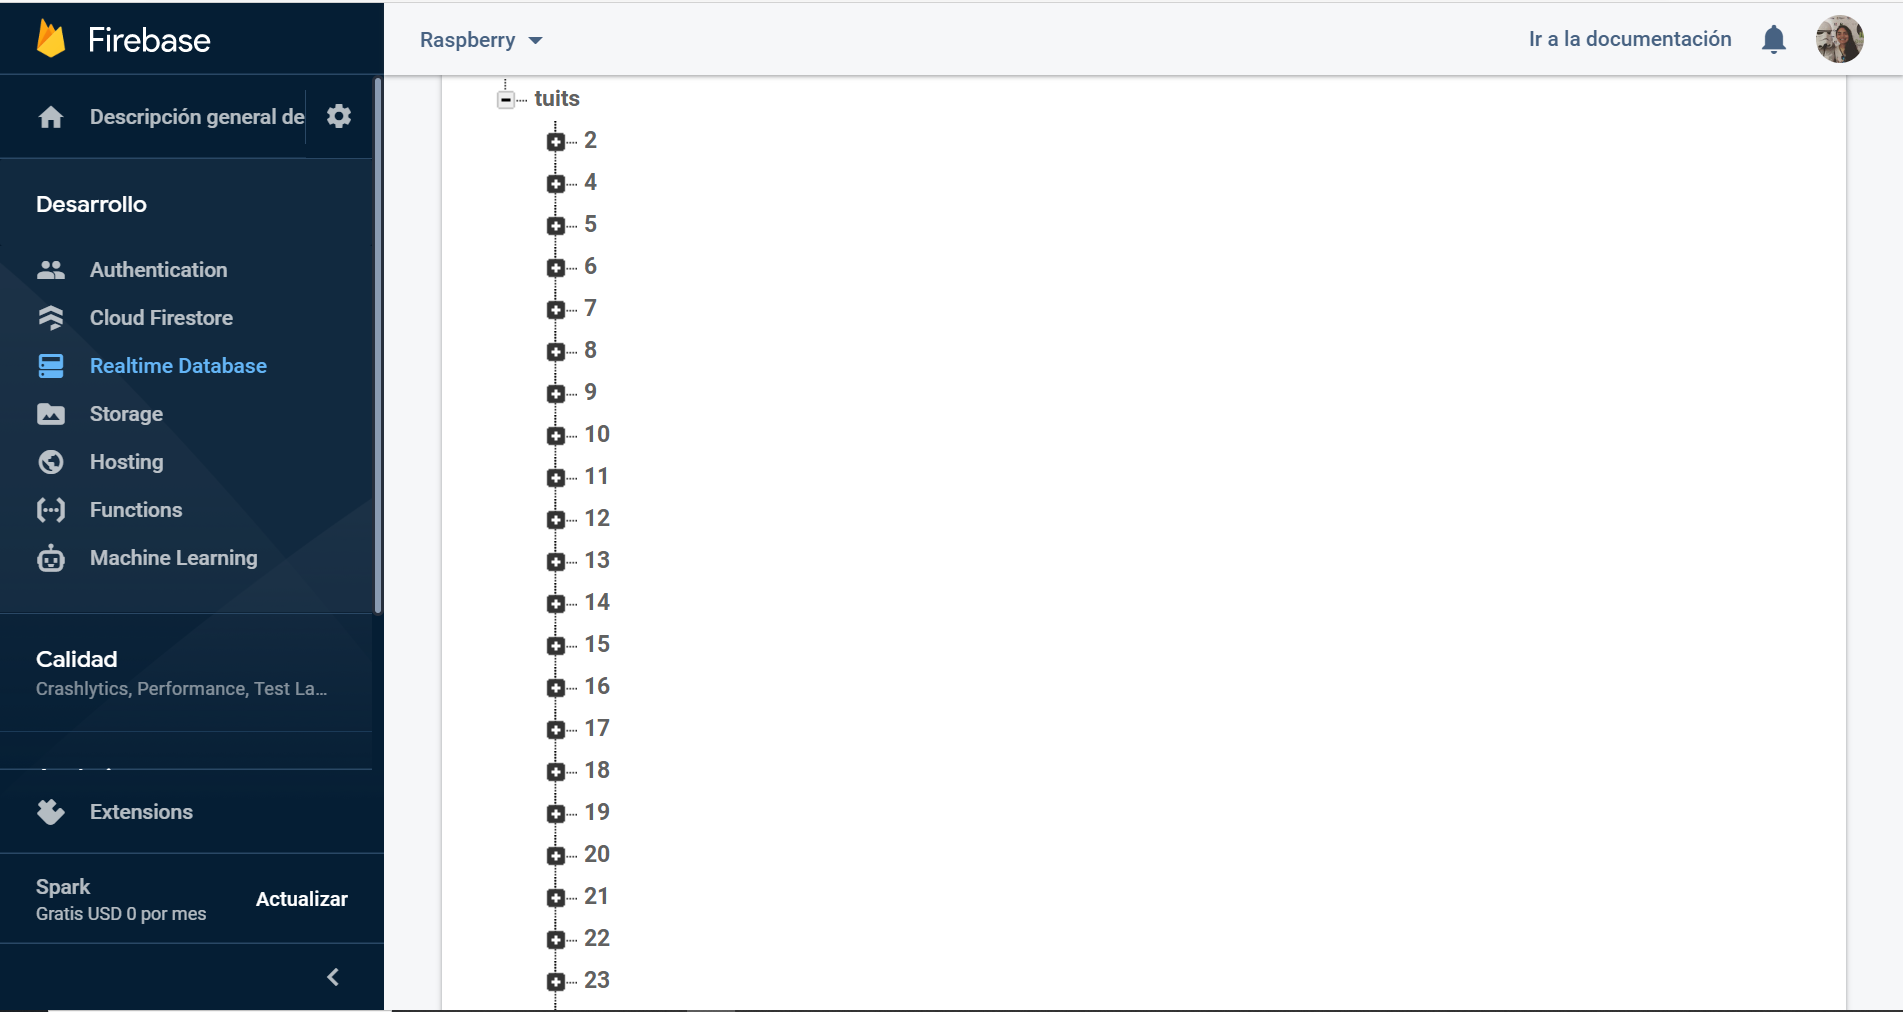 Firebase
Descripción general de
Desarrollo
Authentication
Cloud Firestore
Realtime Database
Storage
Hosting
Functions
Machine Learning
Calidad
Crashlytics, Performance, Test La...
Extensions
Spark
Gratis USD 0 por mes
Actualizar
Raspberry
Ir a la documentación
tuits
2
4
5
6
7
8
9
10
11
12
13
14
15
16
17
18
19
20
21
22
23